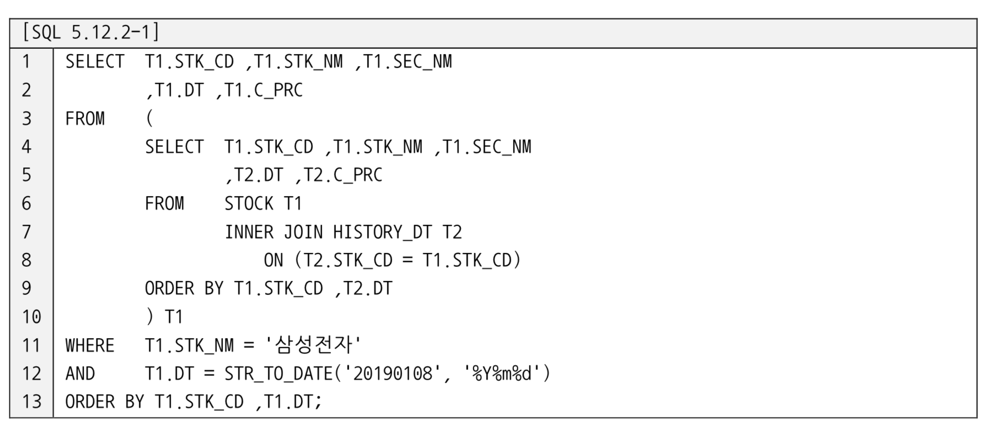 [SQL 5.12.2-1]
1 SELECT T1.STK_CD ,T1.STK_NM ,T1.SEC_NM
2 ,T1.DT ,T1.C_PRC
3 FROM (
4 SELECT T1.STK_CD ,T1.STK_NM ,T1.SEC_NM
5 ,T2.DT ,T2.C_PRC
6 FROM STOCK T1
7 INNER JOIN HISTORY_DT T2
8 ON (T2.STK_CD = T1.STK_CD)
9 ORDER BY T1.STK_CD ,T2.DT
10 ) T1
11 WHERE T1.STK_NM = '삼성전자'
12 AND T1.DT = STR_TO_DATE('20190108', '%Y%m%d')
13 ORDER BY T1.STK_CD ,T1.DT;